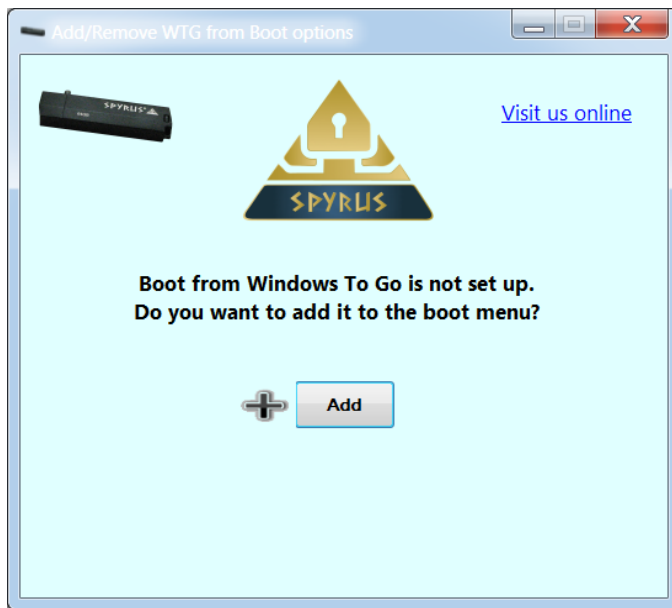 Add/Remove WTG from Boot options
SPYRUS
Visit us online
SPYRUS
Boot from Windows To Go is not set up.
Do you want to add it to the boot menu?
Add